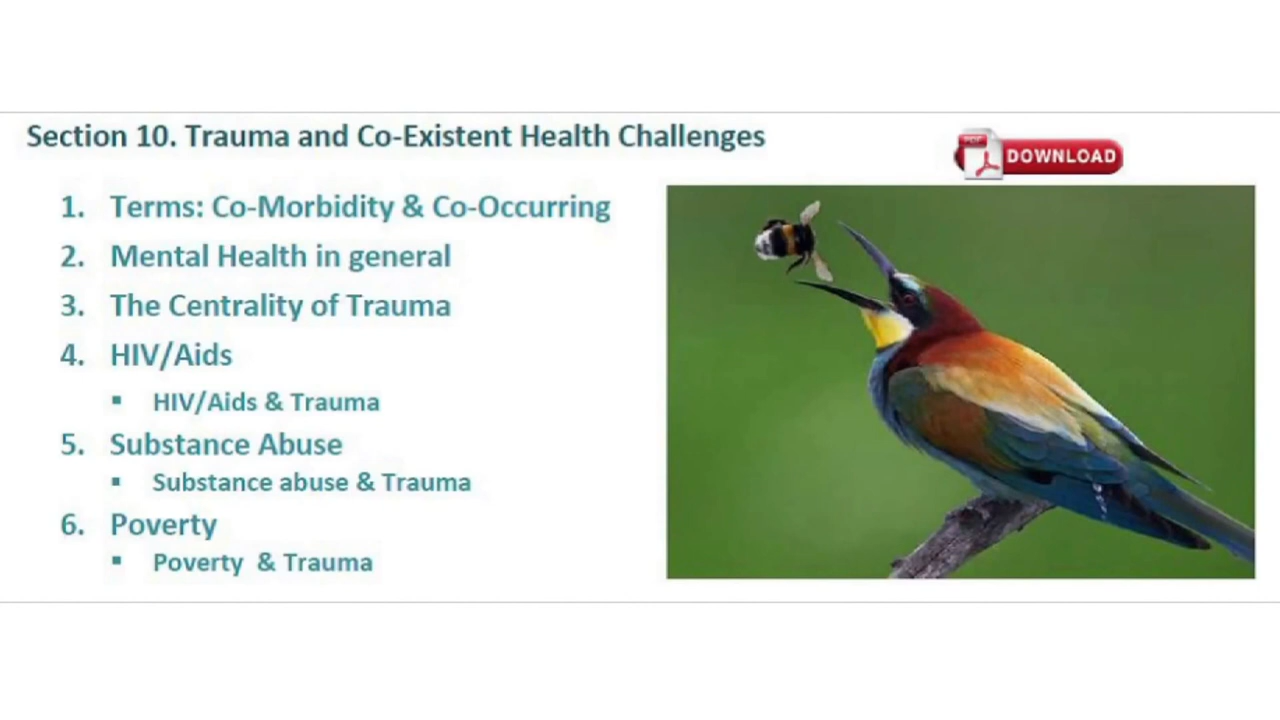 Section 10. Trauma and Co-Existent Health Challenges
PDF
DOWNLOAD
1. Terms: Co-Morbidity & Co-Occurring
2. Mental Health in general
3. The Centrality of Trauma
4. HIV/Aids
▪ HIV/Aids & Trauma
5. Substance Abuse
▪ Substance abuse & Trauma
6. Poverty
▪ Poverty & Trauma